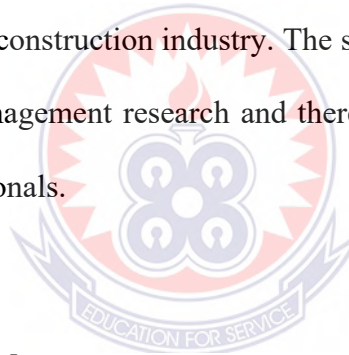 construction industry. The s
nagement research and there
onals.
EDUCATION FOR SERVICE